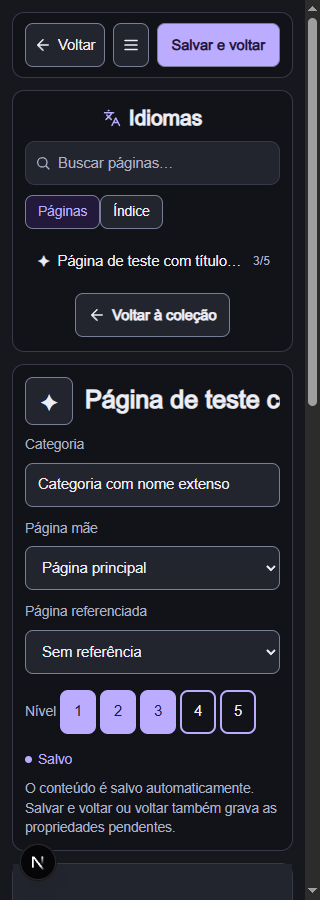 Voltar
Salvar e voltar
Idiomas
Buscar páginas...
Páginas
Índice
Página de teste com título... 3/5
Voltar à coleção
Página de teste c
Categoria
Categoria com nome extenso
Página mãe
Página principal
Página referenciada
Sem referência
Nível 1 2 3 4 5
Salvo
O conteúdo é salvo automaticamente.
Salvar e voltar ou voltar também grava as
propriedades pendentes.
N